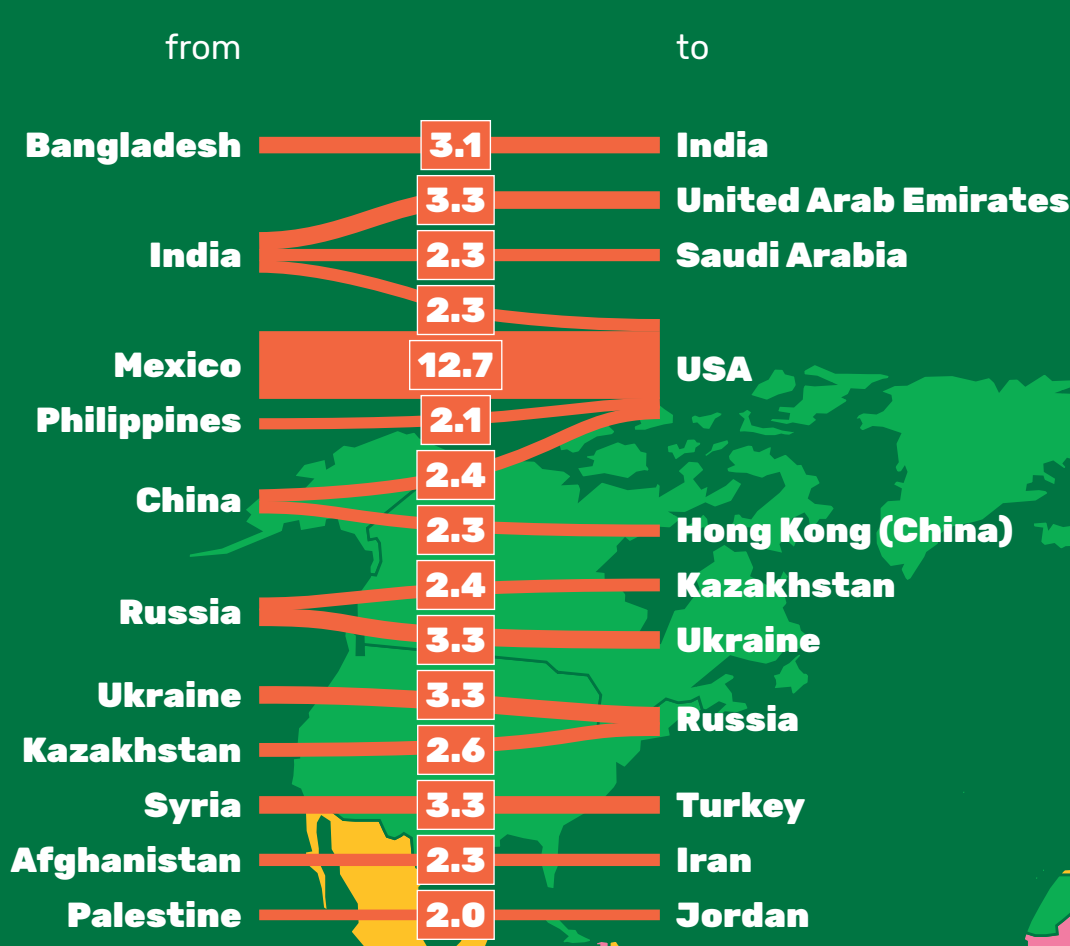 from to
Bangladesh 3.1 India
3.3 United Arab Emirates
India 2.3 Saudi Arabia
2.3
Mexico 12.7 USA
Philippines 2.1
China 2.4
2.3 Hong Kong (China)
2.4 Kazakhstan
Russia 3.3 Ukraine
Ukraine 3.3 Russia
Kazakhstan 2.6
Syria 3.3 Turkey
Afghanistan 2.3 Iran
Palestine 2.0 Jordan